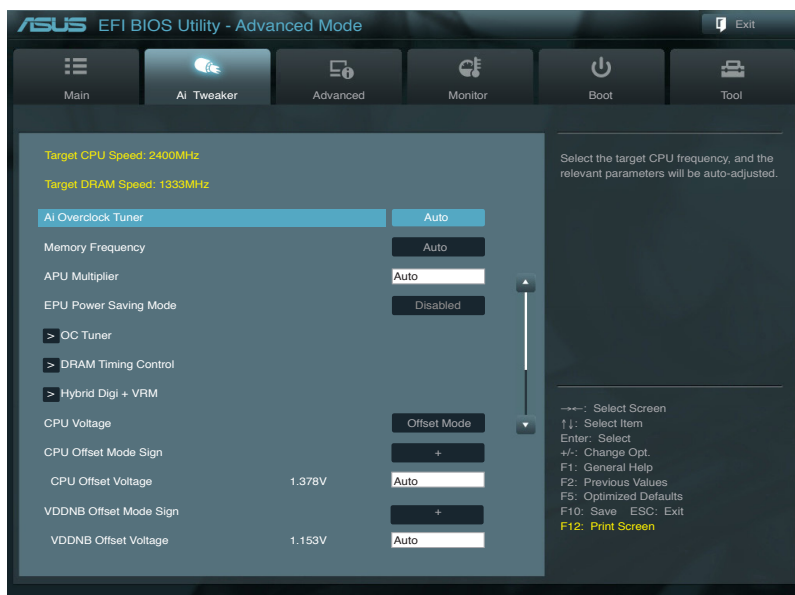 ASUS EFI BIOS Utility - Advanced Mode
Exit
Main
Ai Tweaker
Advanced
Monitor
Boot
Tool
Target CPU Speed: 2400MHz
Target DRAM Speed: 1333MHz
Ai Overclock Tuner Auto
Memory Frequency Auto
APU Multiplier Auto
EPU Power Saving Mode Disabled
> OC Tuner
> DRAM Timing Control
> Hybrid Digi + VRM
CPU Voltage Offset Mode
CPU Offset Mode Sign +
CPU Offset Voltage 1.378V Auto
VDDNB Offset Mode Sign +
VDDNB Offset Voltage 1.153V Auto
Select the target CPU frequency, and the
relevant parameters will be auto-adjusted.
→←: Select Screen
↑↓: Select Item
Enter: Select
+/-: Change Opt.
F1: General Help
F2: Previous Values
F5: Optimized Defaults
F10: Save ESC: Exit
F12: Print Screen